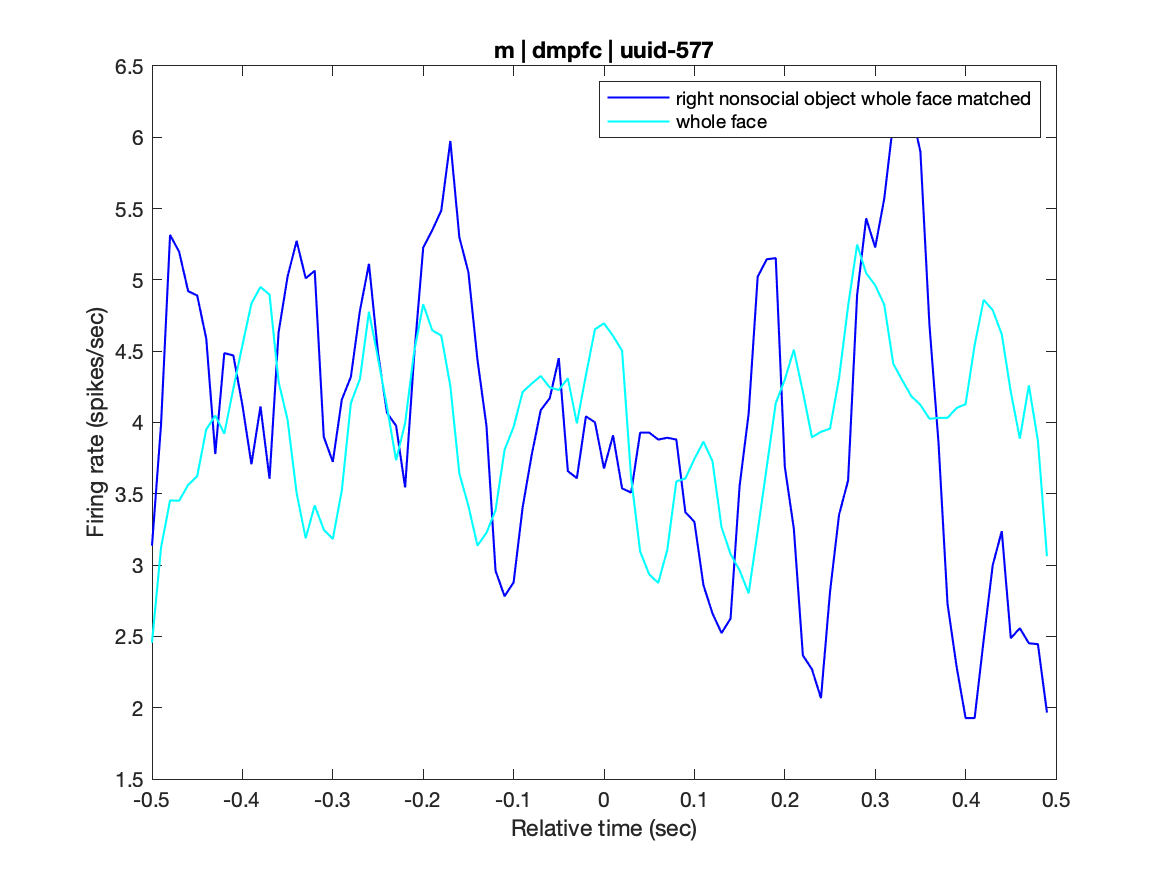 m | dmpfc | uuid-577
6.5
6
5.5
5
4.5
4
3.5
3
2.5
2
1.5
Firing rate (spikes/sec)
right nonsocial object whole face matched
whole face
-0.5 -0.4 -0.3 -0.2 -0.1 0 0.1 0.2 0.3 0.4 0.5
Relative time (sec)